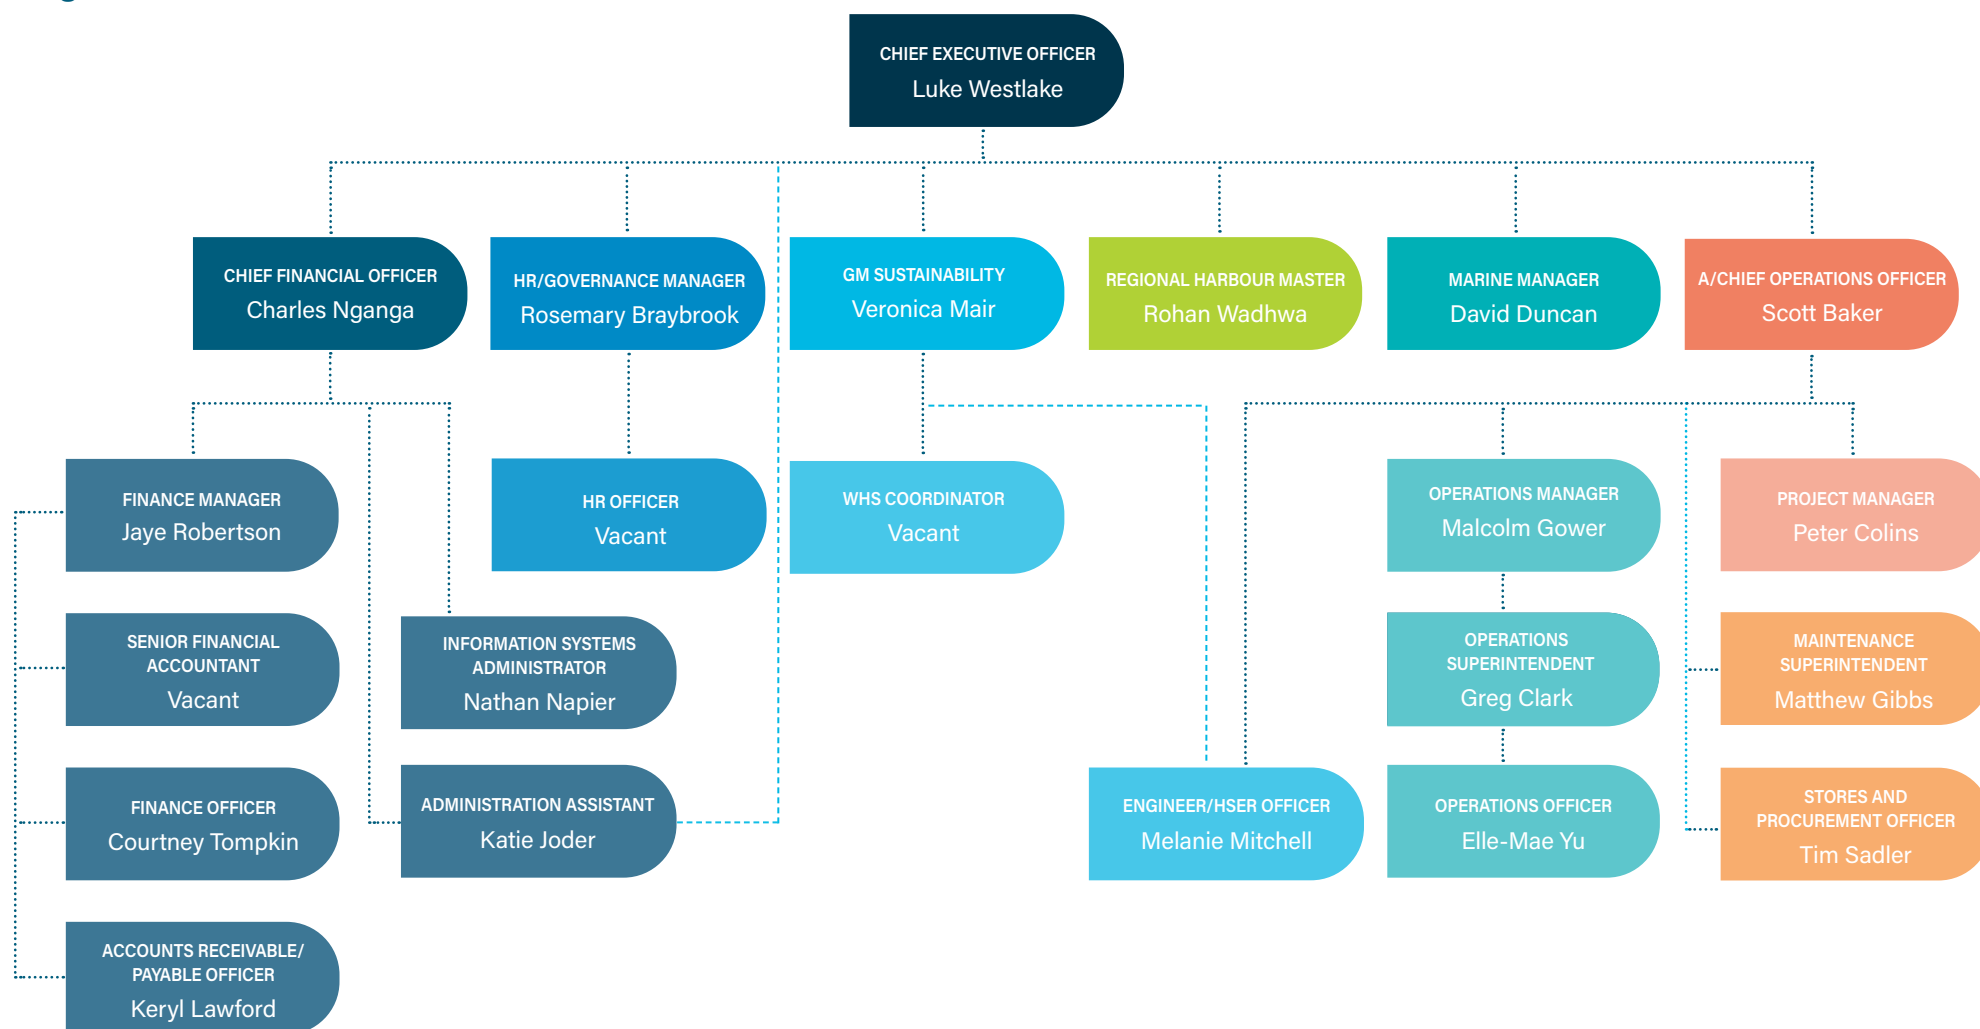 CHIEF EXECUTIVE OFFICER
Luke Westlake
CHIEF FINANCIAL OFFICER
Charles Nganga
HR/GOVERNANCE MANAGER
Rosemary Braybrook
GM SUSTAINABILITY
Veronica Mair
REGIONAL HARBOUR MASTER
Rohan Wadhwa
MARINE MANAGER
David Duncan
A/CHIEF OPERATIONS OFFICER
Scott Baker
FINANCE MANAGER
Jaye Robertson
HR OFFICER
Vacant
WHS COORDINATOR
Vacant
OPERATIONS MANAGER
Malcolm Gower
PROJECT MANAGER
Peter Colins
SENIOR FINANCIAL
ACCOUNTANT
Vacant
INFORMATION SYSTEMS
ADMINISTRATOR
Nathan Napier
OPERATIONS
SUPERINTENDENT
Greg Clark
MAINTENANCE
SUPERINTENDENT
Matthew Gibbs
FINANCE OFFICER
Courtney Tompkin
ADMINISTRATION ASSISTANT
Katie Joder
ENGINEER/HSER OFFICER
Melanie Mitchell
OPERATIONS OFFICER
Elle-Mae Yu
STORES AND
PROCUREMENT OFFICER
Tim Sadler
ACCOUNTS RECEIVABLE/
PAYABLE OFFICER
Keryl Lawford